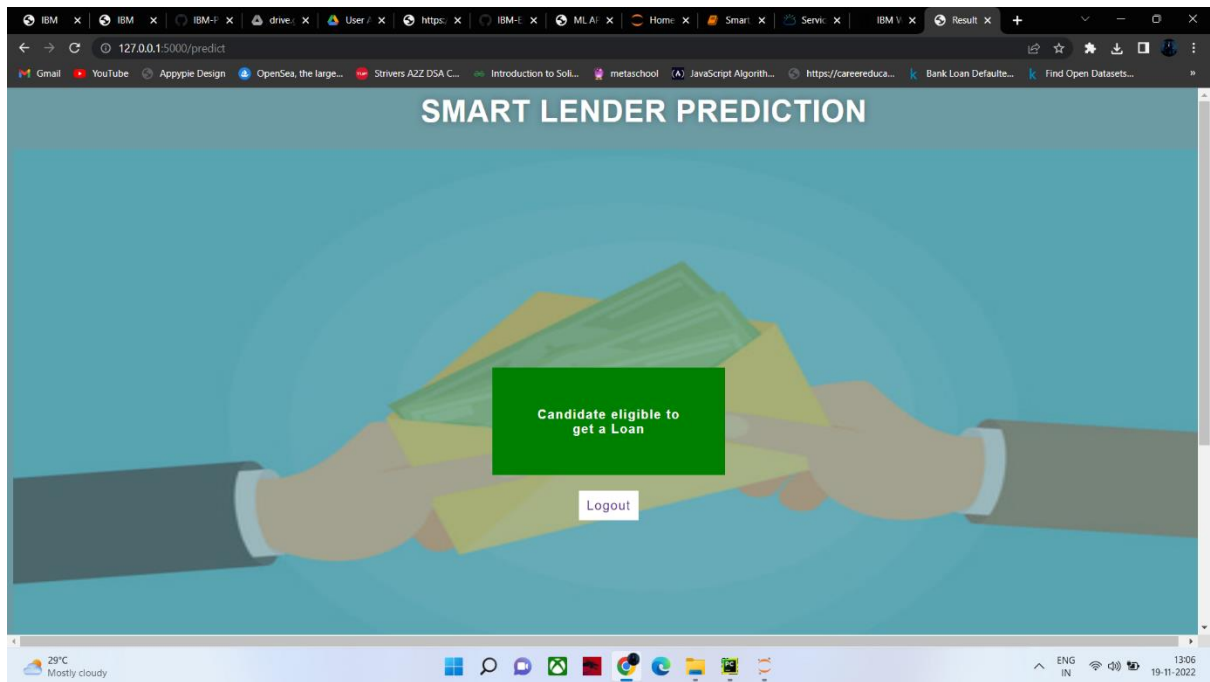 IBM
IBM
IBM-P
drive.g
User A
https:/
IBM-E
ML AP
Home
Smart
Servic
IBM W
Result
127.0.0.1:5000/predict
Gmail
YouTube
Appypie Design
OpenSea, the large...
Strivers A2Z DSA C...
Introduction to Soli...
metaschool
JavaScript Algorith...
https://careereduca...
Bank Loan Defaulte...
Find Open Datasets...
SMART LENDER PREDICTION
Candidate eligible to
get a Loan
Logout
29°C
Mostly cloudy
ENG
IN
13:06
19-11-2022